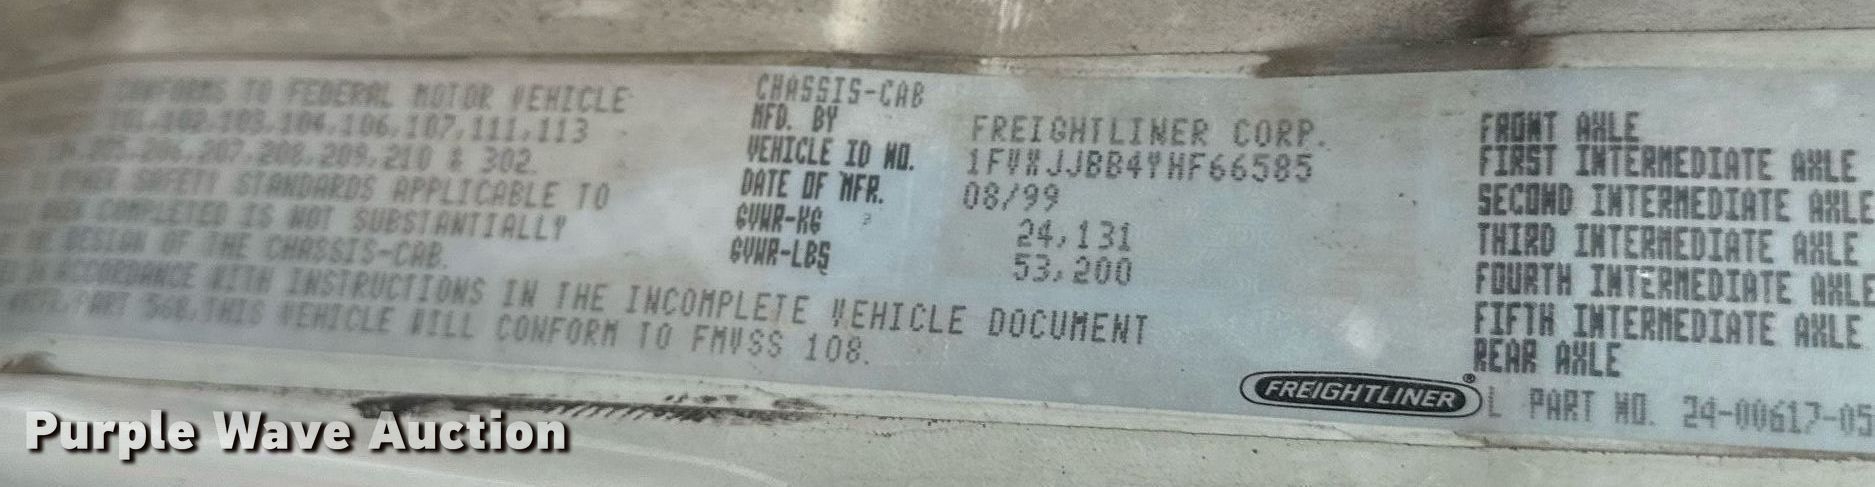 CONFORMS TO FEDERAL MOTOR VEHICLE
102,103,104,106,107,111,113
205,206,207,208,209,210 & 302.
SAFETY STANDARDS APPLICABLE TO
COMPLETED IS NOT SUBSTANTIALLY
DESIGN OF THE CHASSIS-CAB.
ACCORDANCE WITH INSTRUCTIONS IN THE INCOMPLETE VEHICLE DOCUMENT
PART 568,THIS VEHICLE WILL CONFORM TO FMVSS 108.
CHASSIS-CAB
MFD. BY FREIGHTLINER CORP.
VEHICLE ID NO. 1FVXJJBB4YHF66585
DATE OF MFR. 08/99
GVWR-KG 24,131
GVWR-LBS 53,200
FRONT AXLE
FIRST INTERMEDIATE AXLE
SECOND INTERMEDIATE AXLE
THIRD INTERMEDIATE AXLE
FOURTH INTERMEDIATE AXLE
FIFTH INTERMEDIATE AXLE
REAR AXLE
FREIGHTLINER®
L PART NO. 24-00617-05
Purple Wave Auction